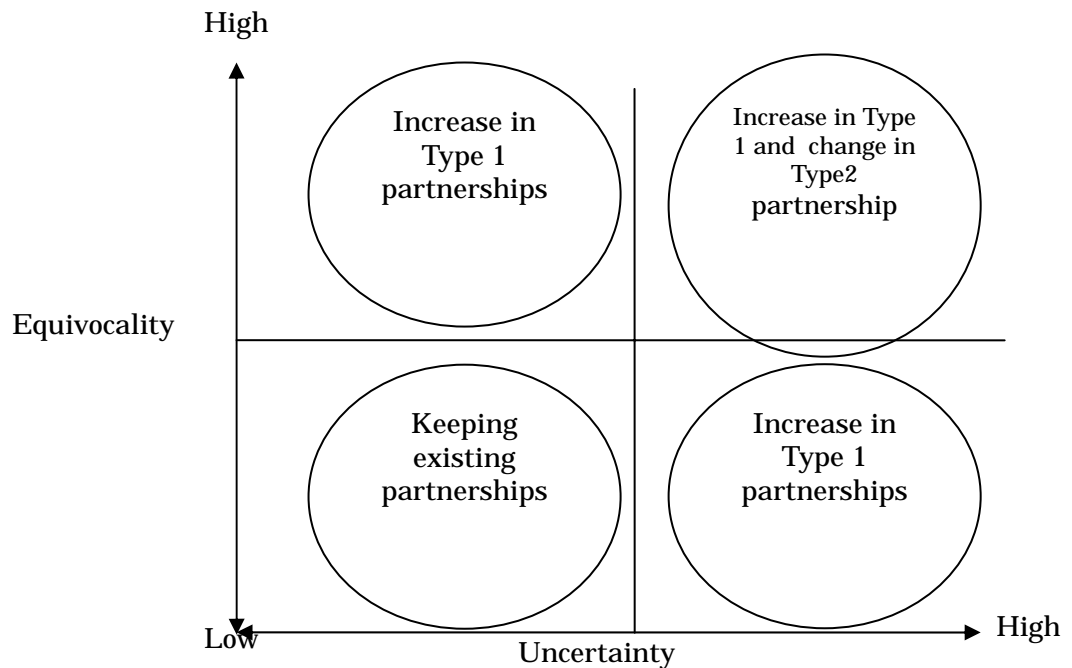 High
Increase in
Type 1
partnerships
Increase in Type
1 and change in
Type2
partnership
Equivocality
Keeping
existing
partnerships
Increase in
Type 1
partnerships
Low
Uncertainty
High